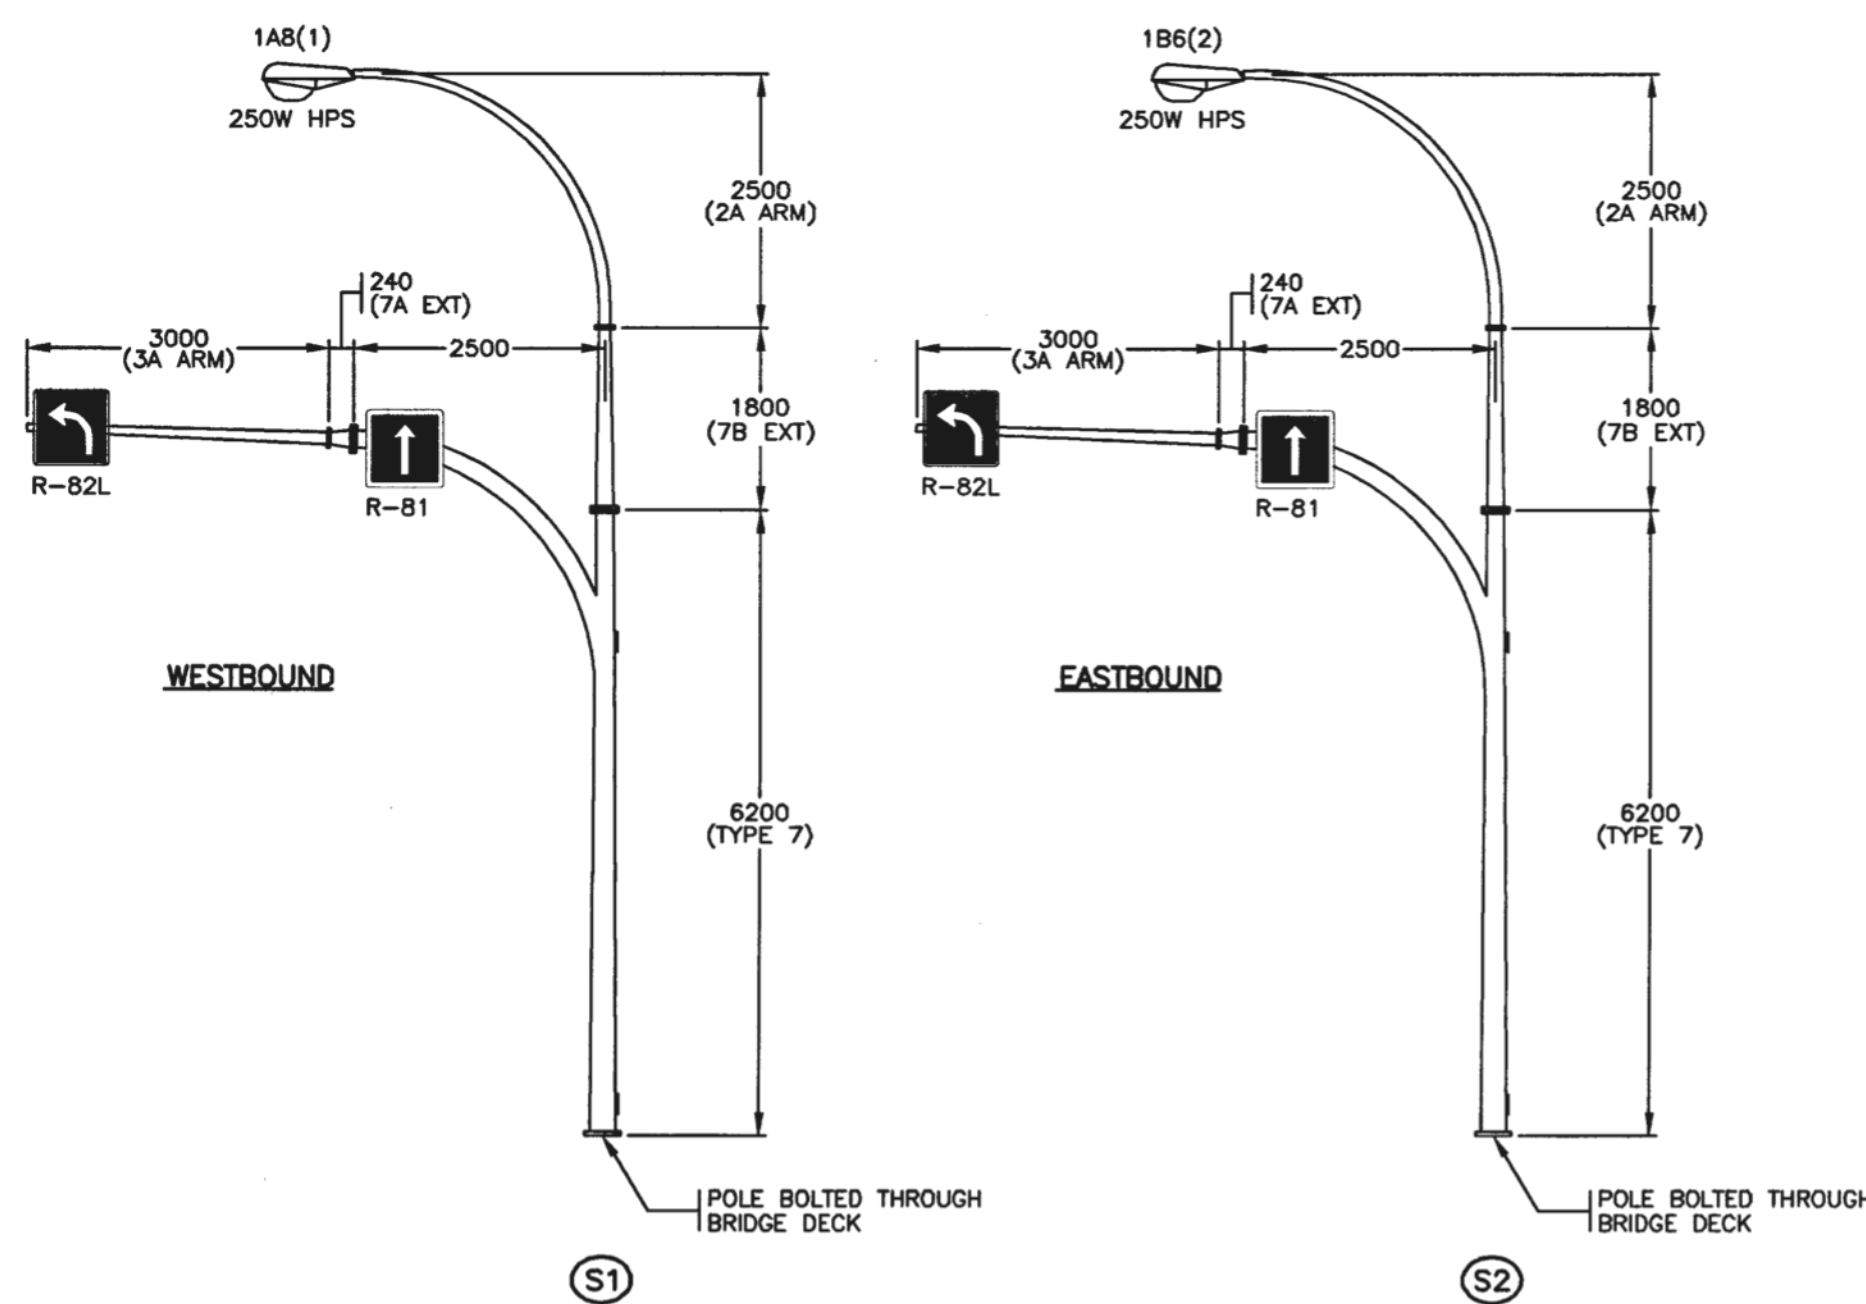 1A8(1)
250W HPS
2500
(2A ARM)
240
(7A EXT)
3000
(3A ARM)
2500
1800
(7B EXT)
R-82L
R-81
WESTBOUND
6200
(TYPE 7)
POLE BOLTED THROUGH
BRIDGE DECK
S1
1B6(2)
250W HPS
2500
(2A ARM)
240
(7A EXT)
3000
(3A ARM)
2500
1800
(7B EXT)
R-82L
R-81
EASTBOUND
6200
(TYPE 7)
POLE BOLTED THROUGH
BRIDGE DECK
S2